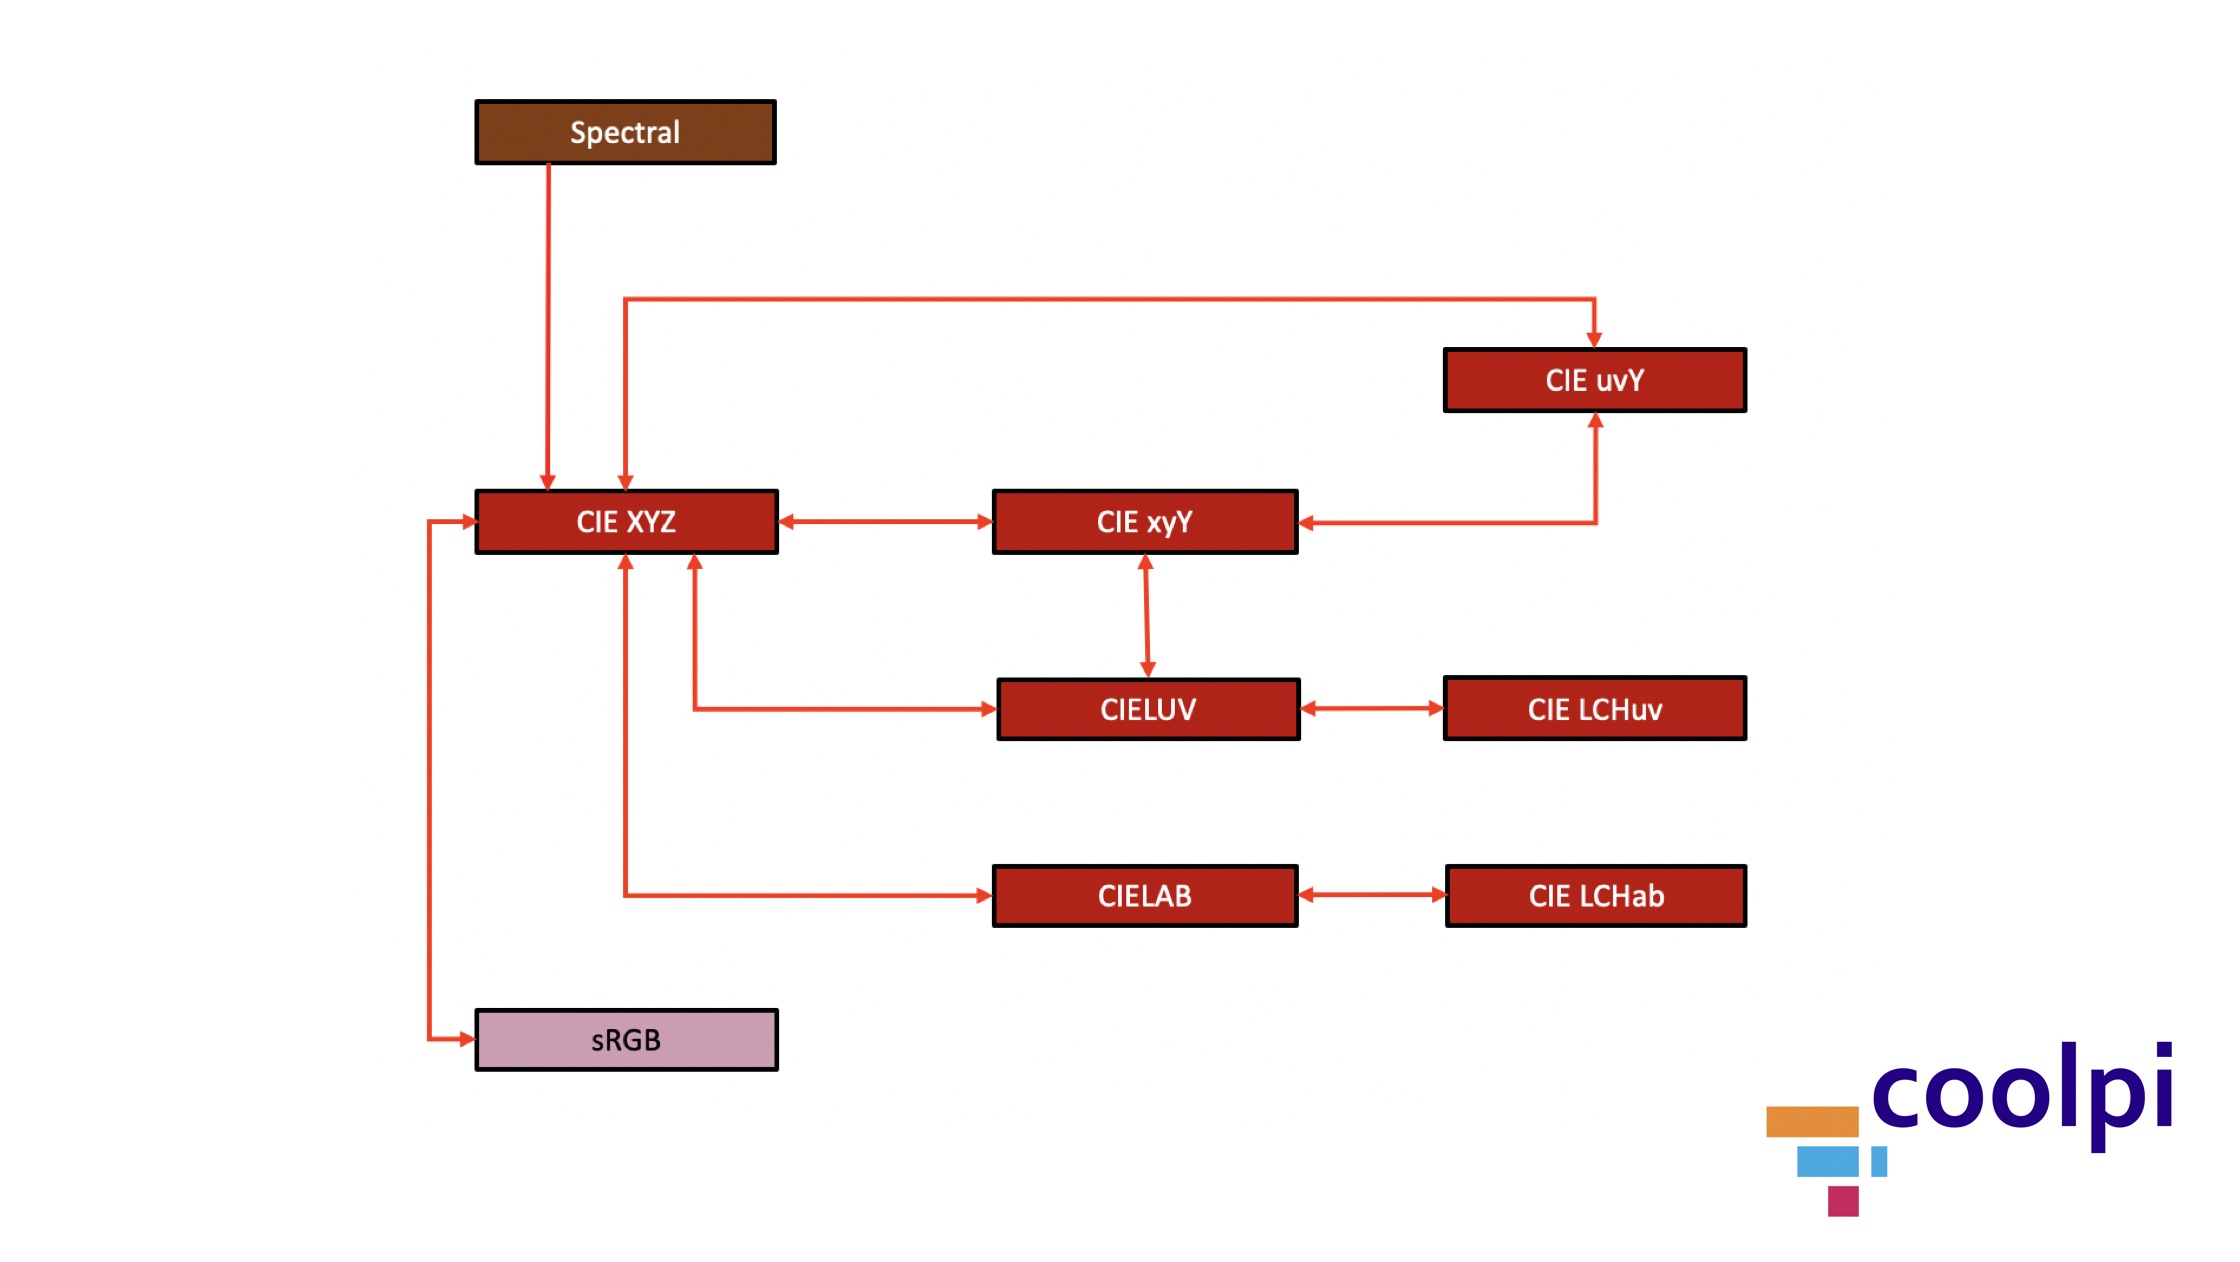 Spectral
CIE uvY
CIE XYZ
CIE xyY
CIELUV
CIE LCHuv
CIELAB
CIE LCHab
sRGB
coolpi